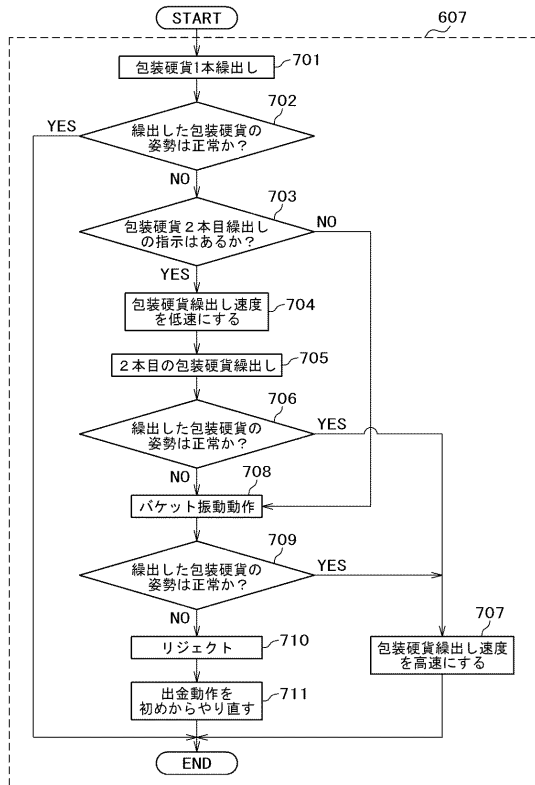 START
607
包装硬貨1本繰出し
701
702
YES
繰出した包装硬貨の
姿勢は正常か？
NO
703
包装硬貨２本目繰出し
の指示はあるか？
NO
YES
704
包装硬貨繰出し速度
を低速にする
705
２本目の包装硬貨繰出し
706
繰出した包装硬貨の
姿勢は正常か？
YES
NO
708
バケット振動動作
709
繰出した包装硬貨の
姿勢は正常か？
YES
NO
710
リジェクト
707
包装硬貨繰出し速度
を高速にする
711
出金動作を
初めからやり直す
END